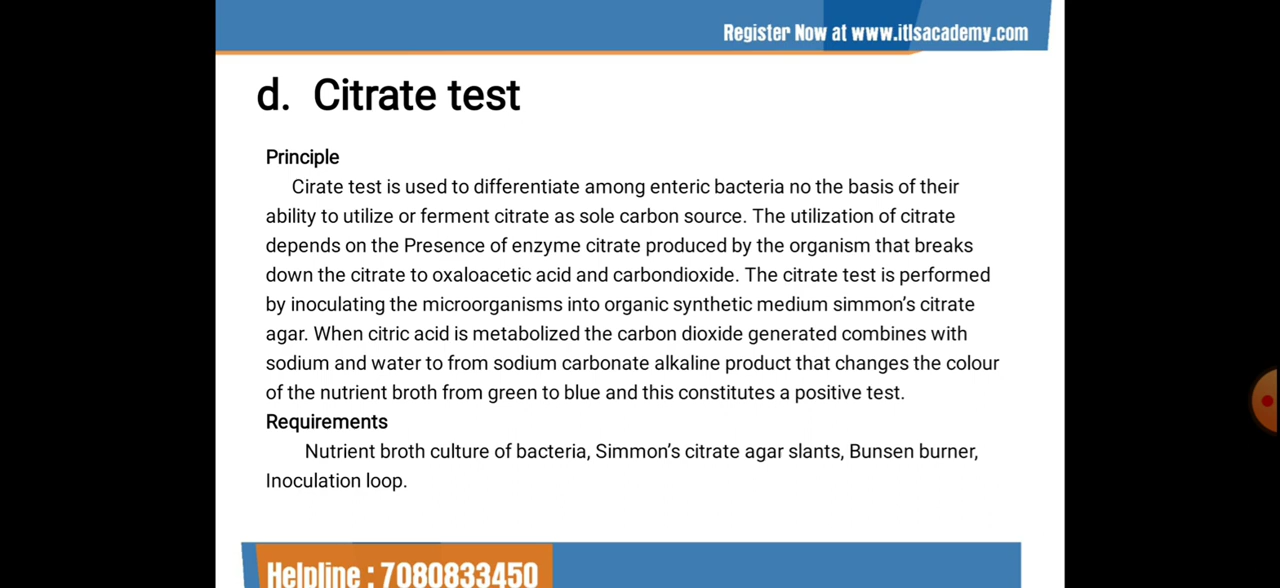 Register Now at www.itlsacademy.com
d. Citrate test
Principle
Cirate test is used to differentiate among enteric bacteria no the basis of their
ability to utilize or ferment citrate as sole carbon source. The utilization of citrate
depends on the Presence of enzyme citrate produced by the organism that breaks
down the citrate to oxaloacetic acid and carbondioxide. The citrate test is performed
by inoculating the microorganisms into organic synthetic medium simmon's citrate
agar. When citric acid is metabolized the carbon dioxide generated combines with
sodium and water to from sodium carbonate alkaline product that changes the colour
of the nutrient broth from green to blue and this constitutes a positive test.
Requirements
Nutrient broth culture of bacteria, Simmon's citrate agar slants, Bunsen burner,
Inoculation loop.
Helpline : 7080833450